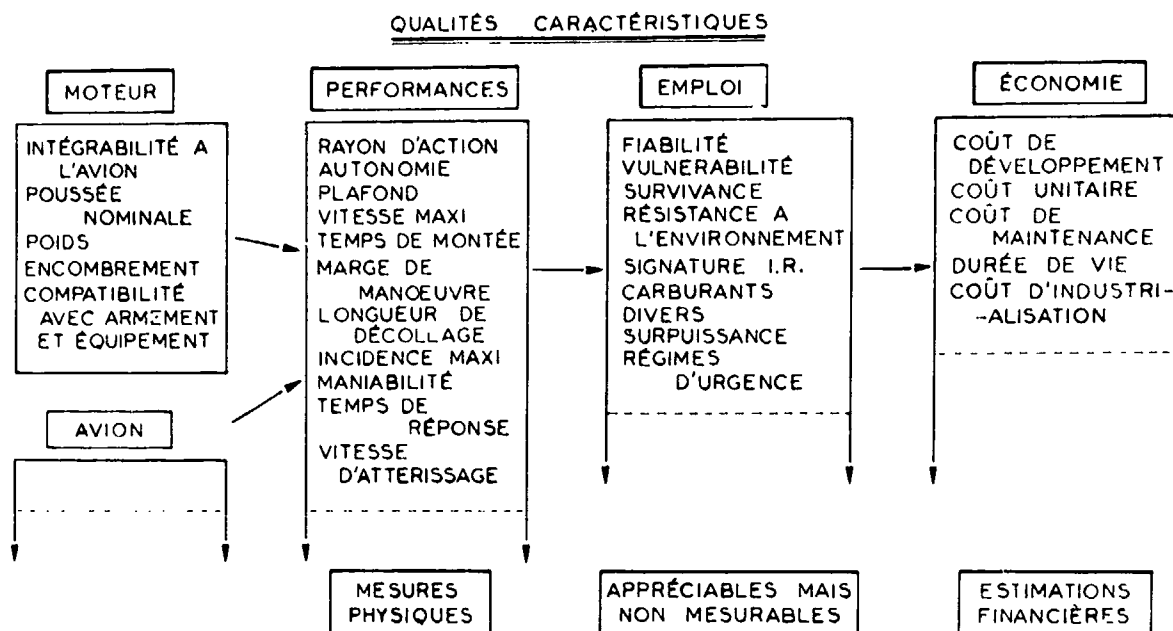 QUALITÉS CARACTÉRISTIQUES
MOTEUR
INTÉGRABILITÉ A
L'AVION
POUSSÉE
NOMINALE
POIDS
ENCOMBREMENT
COMPATIBILITÉ
AVEC ARMEMENT
ET ÉQUIPEMENT
AVION
PERFORMANCES
RAYON D'ACTION
AUTONOMIE
PLAFOND
VITESSE MAXI
TEMPS DE MONTÉE
MARGE DE
MANŒUVRE
LONGUEUR DE
DÉCOLLAGE
INCIDENCE MAXI
MANIABILITÉ
TEMPS DE
RÉPONSE
VITESSE
D'ATTERISSAGE
MESURES
PHYSIQUES
EMPLOI
FIABILITÉ
VULNERABILITÉ
SURVIVANCE
RÉSISTANCE A
L'ENVIRONNEMENT
SIGNATURE I.R.
CARBURANTS
DIVERS
SURPUISSANCE
RÉGIMES
D'URGENCE
APPRÉCIABLES MAIS
NON MESURABLES
ÉCONOMIE
COÛT DE
DÉVELOPPEMENT
COÛT UNITAIRE
COÛT DE
MAINTENANCE
DURÉE DE VIE
COÛT D'INDUSTRI-
-ALISATION
ESTIMATIONS
FINANCIÈRES